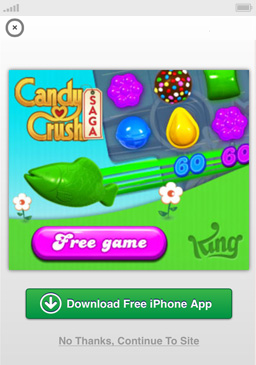 ×
Candy
Crush
SAGA
60 60
Free game
King
Download Free iPhone App
No Thanks, Continue To Site